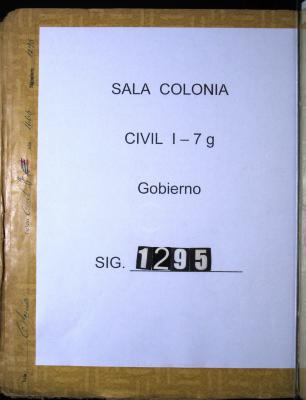 SALA COLONIA
CIVIL I – 7 g
Gobierno
SIG. 1295